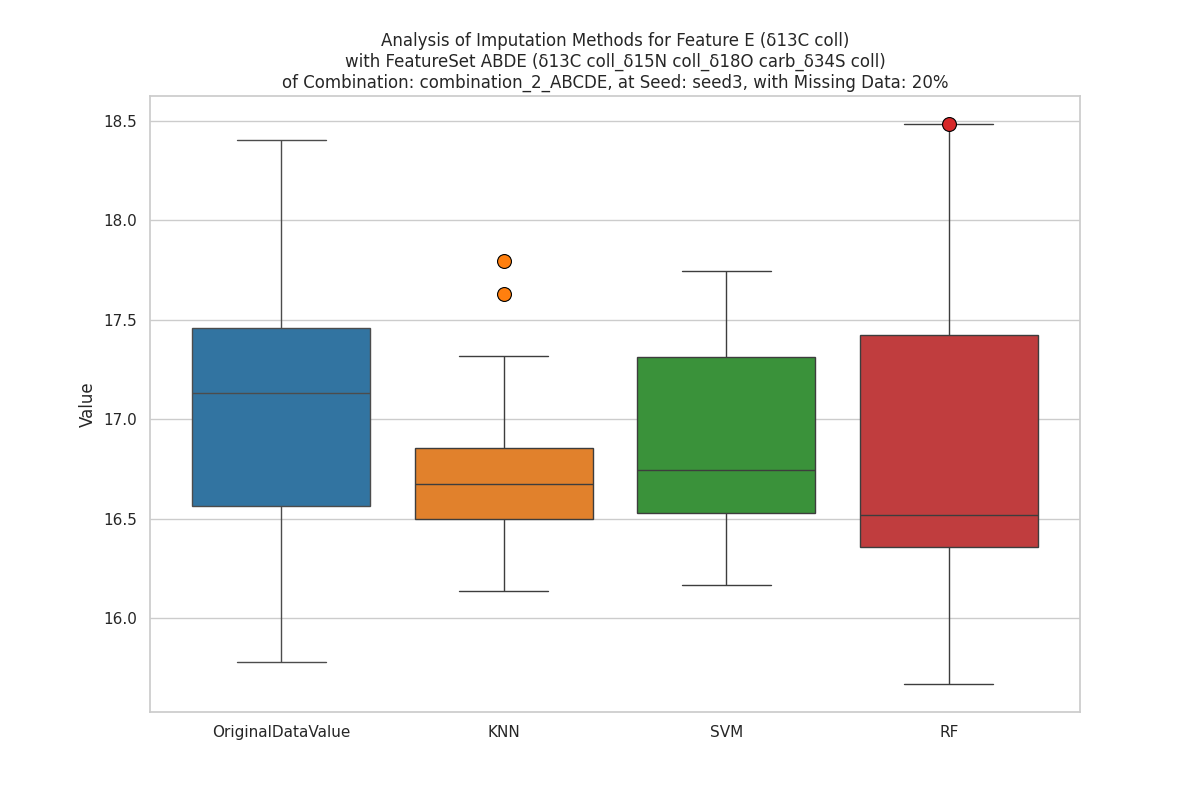 Analysis of Imputation Methods for Feature E (δ13C coll)
with FeatureSet ABDE (δ13C coll_δ15N coll_δ18O carb_δ34S coll)
of Combination: combination_2_ABCDE, at Seed: seed3, with Missing Data: 20%
18.5
18.0
17.5
17.0
16.5
16.0
Value
OriginalDataValue
KNN
SVM
RF